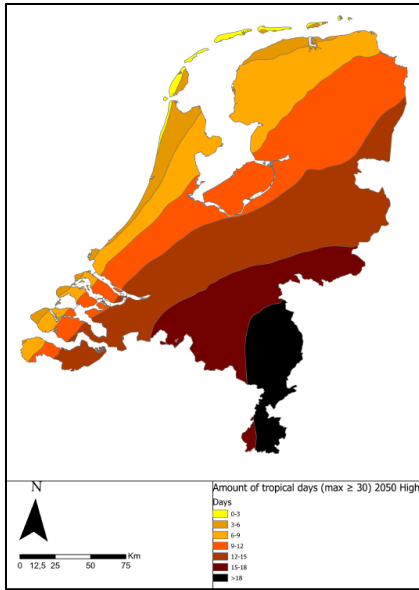 N
Km
0 12,5 25 50 75
Amount of tropical days (max ≥ 30) 2050 High
Days
0-3
3-6
6-9
9-12
12-15
15-18
>18